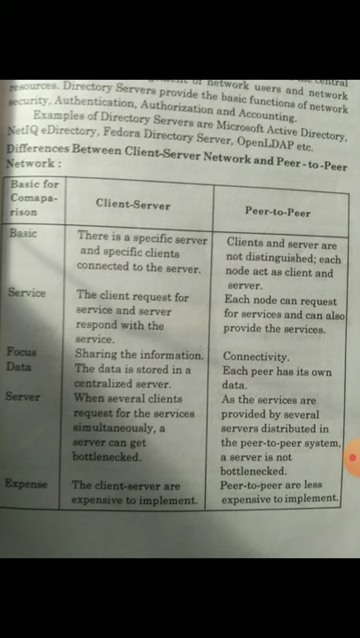 of network users and network
resources. Directory Servers provide the basic functions of network
security, Authentication, Authorization and Accounting.
Examples of Directory Servers are Microsoft Active Directory,
NetIQ eDirectory, Fedora Directory Server, OpenLDAP etc.
Differences Between Client-Server Network and Peer-to-Peer
Network :
Basic for
Comapa-
rison
Client-Server
Peer-to-Peer
Basic
There is a specific server
and specific clients
connected to the server.
Clients and server are
not distinguished; each
node act as client and
server.
Service
The client request for
service and server
respond with the
service.
Each node can request
for services and can also
provide the services.
Focus
Sharing the information.
Connectivity.
Data
The data is stored in a
centralized server.
Each peer has its own
data.
Server
When several clients
request for the services
simultaneously, a
server can get
bottlenecked.
As the services are
provided by several
servers distributed in
the peer-to-peer system,
a server is not
bottlenecked.
Expense
The client-server are
expensive to implement.
Peer-to-peer are less
expensive to implement.